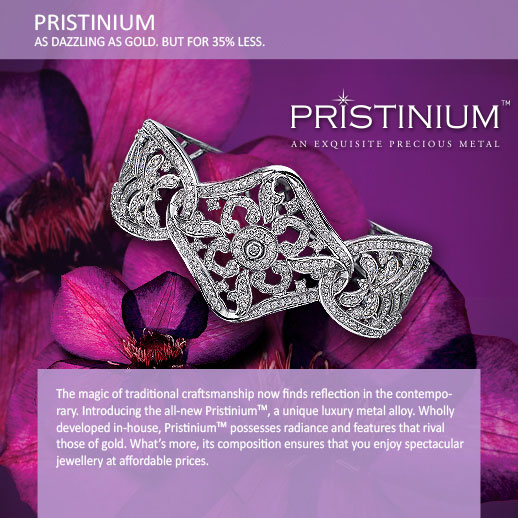 PRISTINIUM
AS DAZZLING AS GOLD. BUT FOR 35% LESS.
PRISTINIUM™
AN EXQUISITE PRECIOUS METAL
The magic of traditional craftsmanship now finds reflection in the contempo-
rary. Introducing the all-new Pristinium™, a unique luxury metal alloy. Wholly
developed in-house, Pristinium™ possesses radiance and features that rival
those of gold. What's more, its composition ensures that you enjoy spectacular
jewellery at affordable prices.